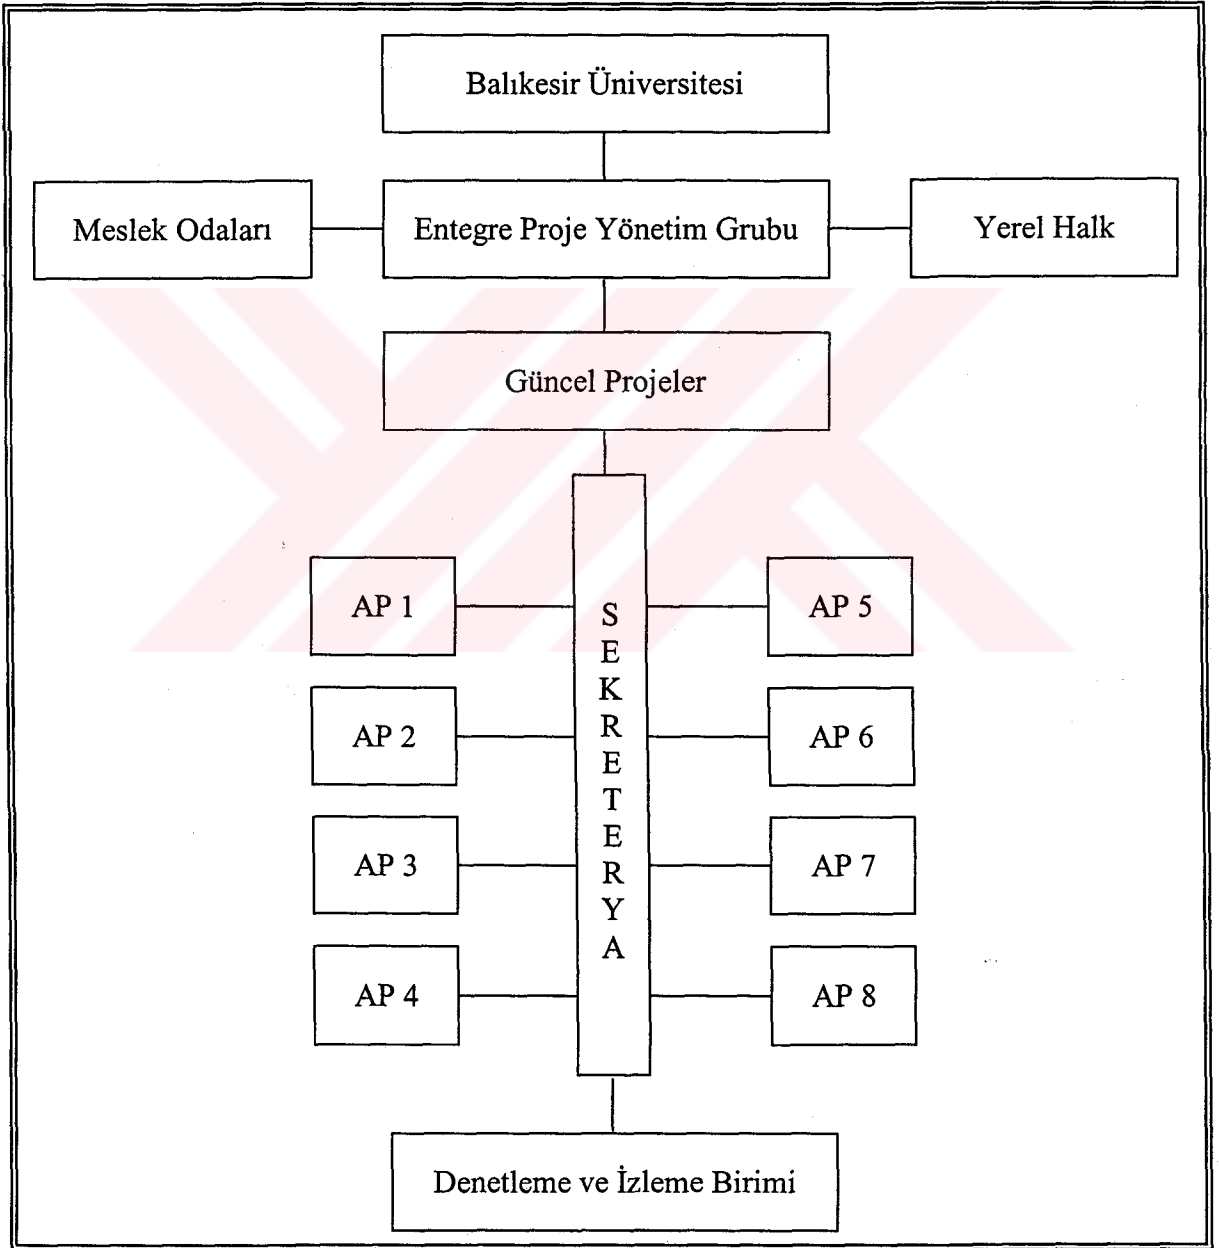 Balıkesir Üniversitesi
Meslek Odaları
Entegre Proje Yönetim Grubu
Yerel Halk
Güncel Projeler
SEKRETERYA
AP 1
AP 5
AP 2
AP 6
AP 3
AP 7
AP 4
AP 8
Denetleme ve İzleme Birimi